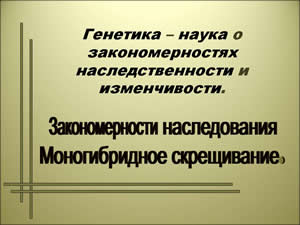 Генетика – наука о
закономерностях
наследственности и
изменчивости.
Закономерности наследования
Моногибридное скрещивание.